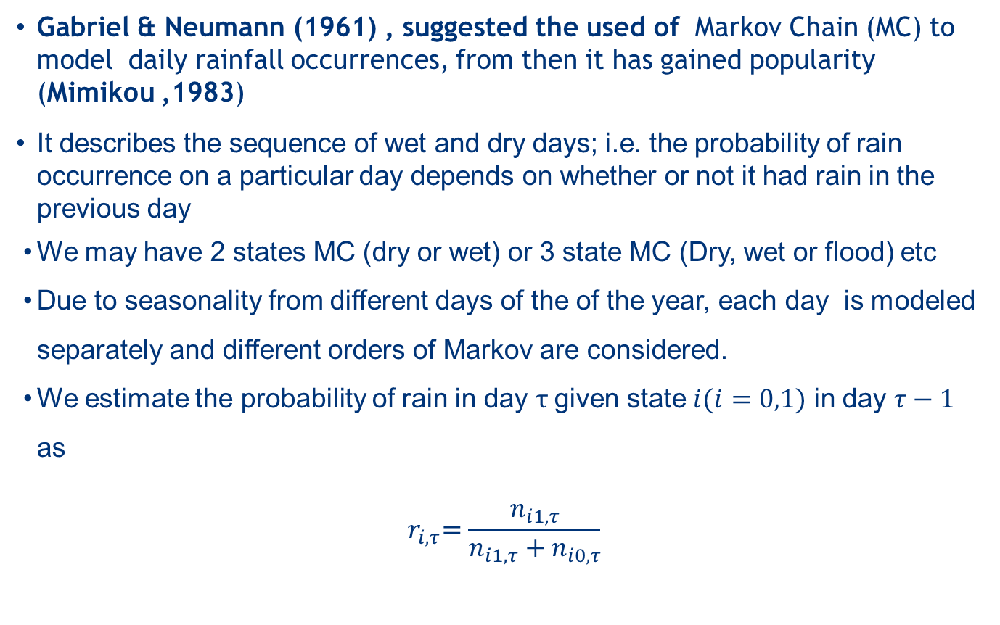 • Gabriel & Neumann (1961) , suggested the used of Markov Chain (MC) to
model daily rainfall occurrences, from then it has gained popularity
(Mimikou ,1983)
• It describes the sequence of wet and dry days; i.e. the probability of rain
occurrence on a particular day depends on whether or not it had rain in the
previous day
• We may have 2 states MC (dry or wet) or 3 state MC (Dry, wet or flood) etc
• Due to seasonality from different days of the of the year, each day is modeled
separately and different orders of Markov are considered.
• We estimate the probability of rain in day τ given state i(i = 0,1) in day τ − 1
as
r_{i,τ} = \frac{n_{i1,τ}}{n_{i1,τ} + n_{i0,τ}}